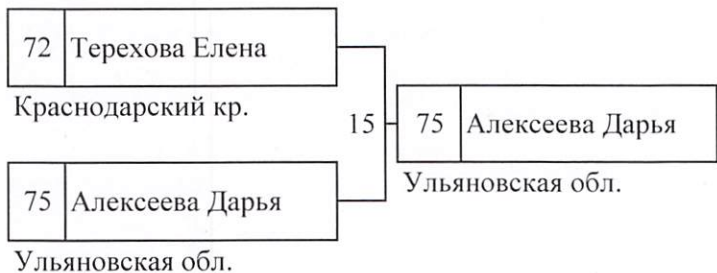 72 Терехова Елена
Краснодарский кр.
15
75 Алексеева Дарья
Ульяновская обл.
75 Алексеева Дарья
Ульяновская обл.